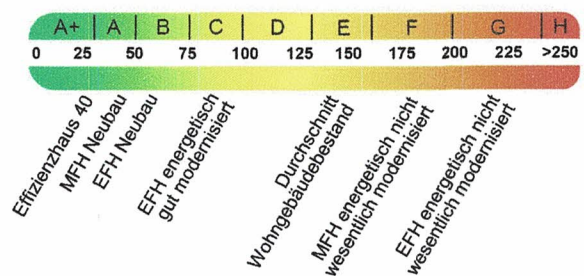 A+ A B C D E F G H
0 25 50 75 100 125 150 175 200 225 >250
Effizienzhaus 40
MFH Neubau
EFH Neubau
EFH energetisch
gut modernisiert
Durchschnitt
Wohngebäudebestand
MFH energetisch nicht
wesentlich modernisiert
EFH energetisch nicht
wesentlich modernisiert